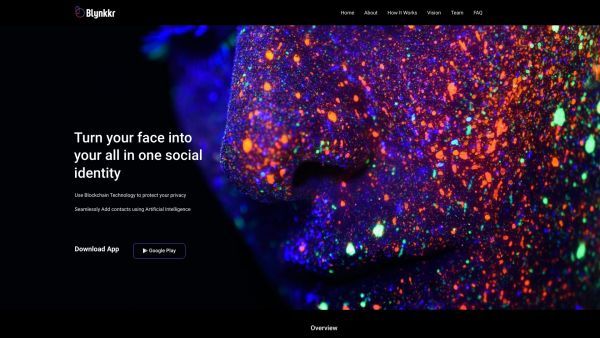 Blynkkr
Home About How It Works Vision Team FAQ
Turn your face into
your all in one social
identity
Use Blockchain Technology to protect your privacy
Seamlessly Add contacts using Artificial Intelligence
Download App
Google Play
Overview